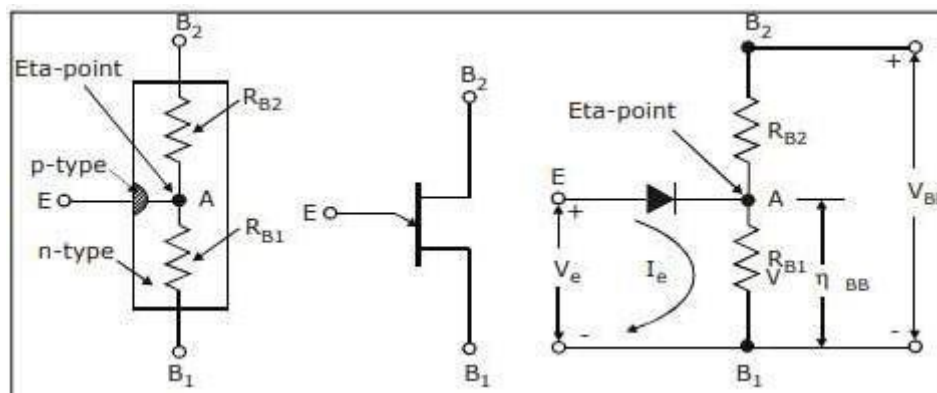 B2
Eta-point
RB2
p-type
E
A
RB1
n-type
B1
B2
E
B1
B2
+
Eta-point
RB2
E
A
+
VB
RB1
V
Ve
Ie
η BB
-
-
B1